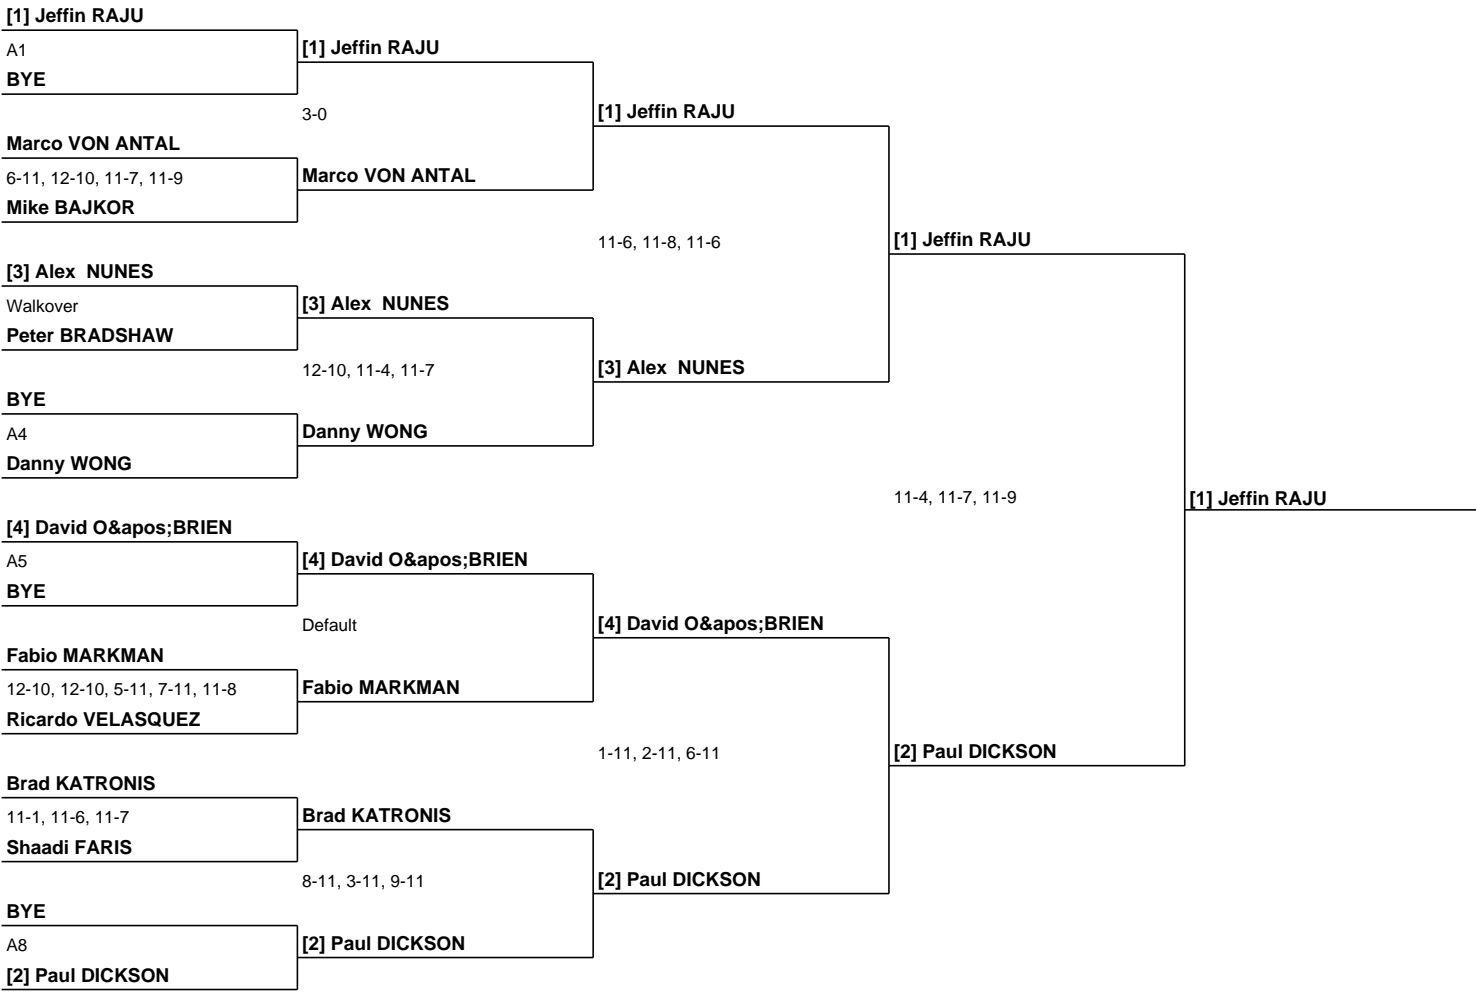 [1] Jeffin RAJU
A1
BYE
Marco VON ANTAL
6-11, 12-10, 11-7, 11-9
Mike BAJKOR
[3] Alex  NUNES
Walkover
Peter BRADSHAW
BYE
A4
Danny WONG
[4] David O&apos;BRIEN
A5
BYE
Fabio MARKMAN
12-10, 12-10, 5-11, 7-11, 11-8
Ricardo VELASQUEZ
Brad KATRONIS
11-1, 11-6, 11-7
Shaadi FARIS
BYE
A8
[2] Paul DICKSON
[1] Jeffin RAJU
3-0
Marco VON ANTAL
[3] Alex  NUNES
12-10, 11-4, 11-7
Danny WONG
[4] David O&apos;BRIEN
Default
Fabio MARKMAN
Brad KATRONIS
8-11, 3-11, 9-11
[2] Paul DICKSON
[1] Jeffin RAJU
11-6, 11-8, 11-6
[3] Alex  NUNES
[4] David O&apos;BRIEN
1-11, 2-11, 6-11
[2] Paul DICKSON
[1] Jeffin RAJU
11-4, 11-7, 11-9
[2] Paul DICKSON
[1] Jeffin RAJU